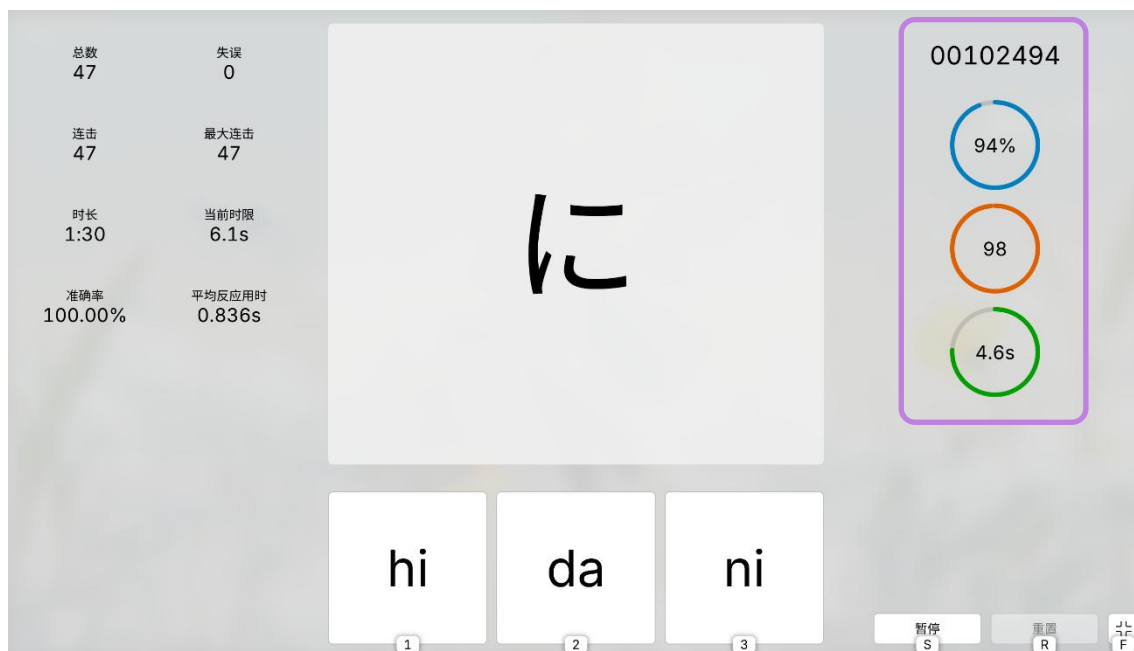 总数
47
失误
0
连击
47
最大连击
47
时长
1:30
当前时限
6.1s
准确率
100.00%
平均反应用时
0.836s
に
hi
1
da
2
ni
3
00102494
94%
98
4.6s
暂停
S
重置
R
F